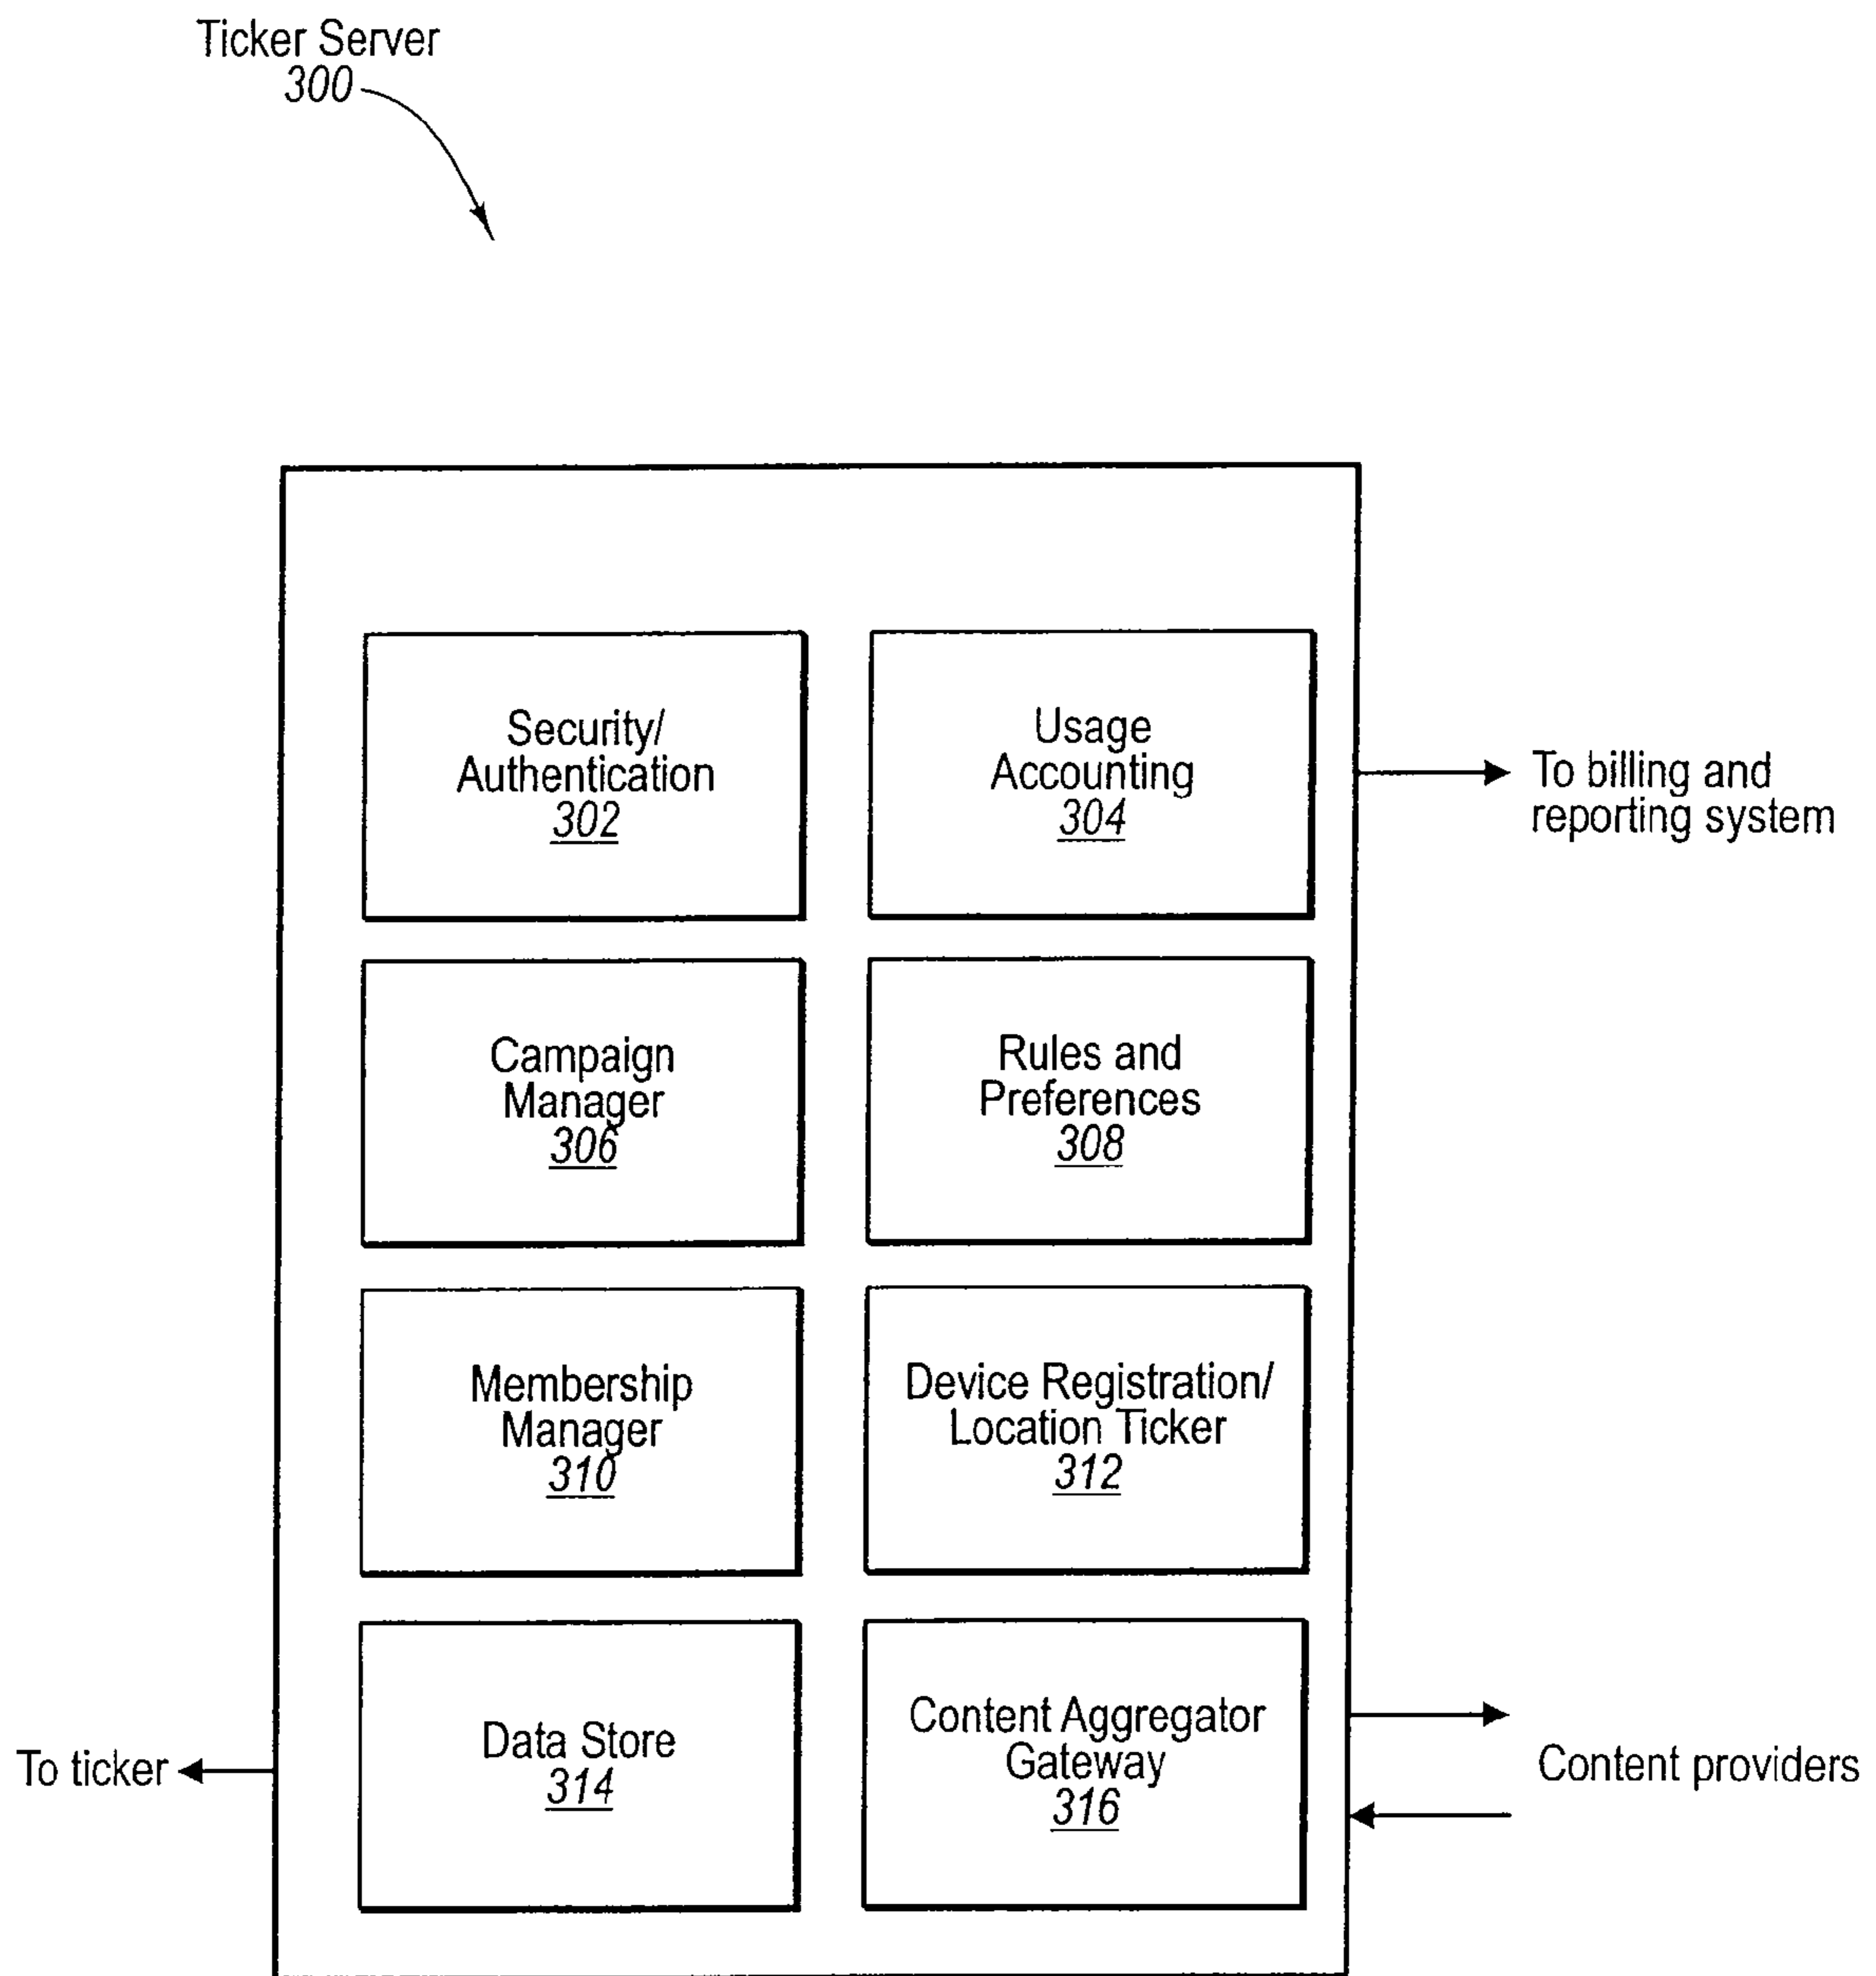 Ticker Server
300
Security/
Authentication
302
Usage
Accounting
304
To billing and
reporting system
Campaign
Manager
306
Rules and
Preferences
308
Membership
Manager
310
Device Registration/
Location Ticker
312
To ticker
Data Store
314
Content Aggregator
Gateway
316
Content providers